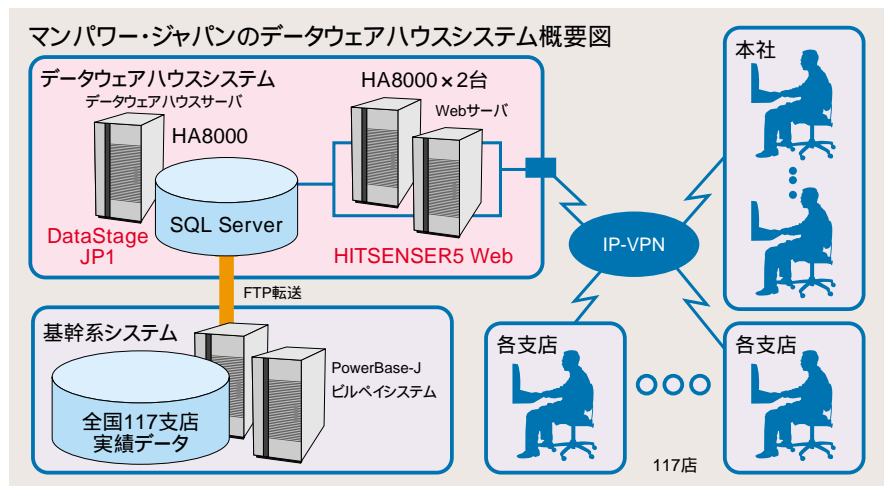 マンパワー・ジャパンのデータウェアハウスシステム概要図
データウェアハウスシステム
データウェアハウスサーバ
HA8000
SQL Server
DataStage
JP1
HA8000×2台
Webサーバ
HITSENSER5 Web
FTP転送
基幹系システム
PowerBase-J
ビルペイシステム
全国117支店
実績データ
IP-VPN
本社
各支店
各支店
117店